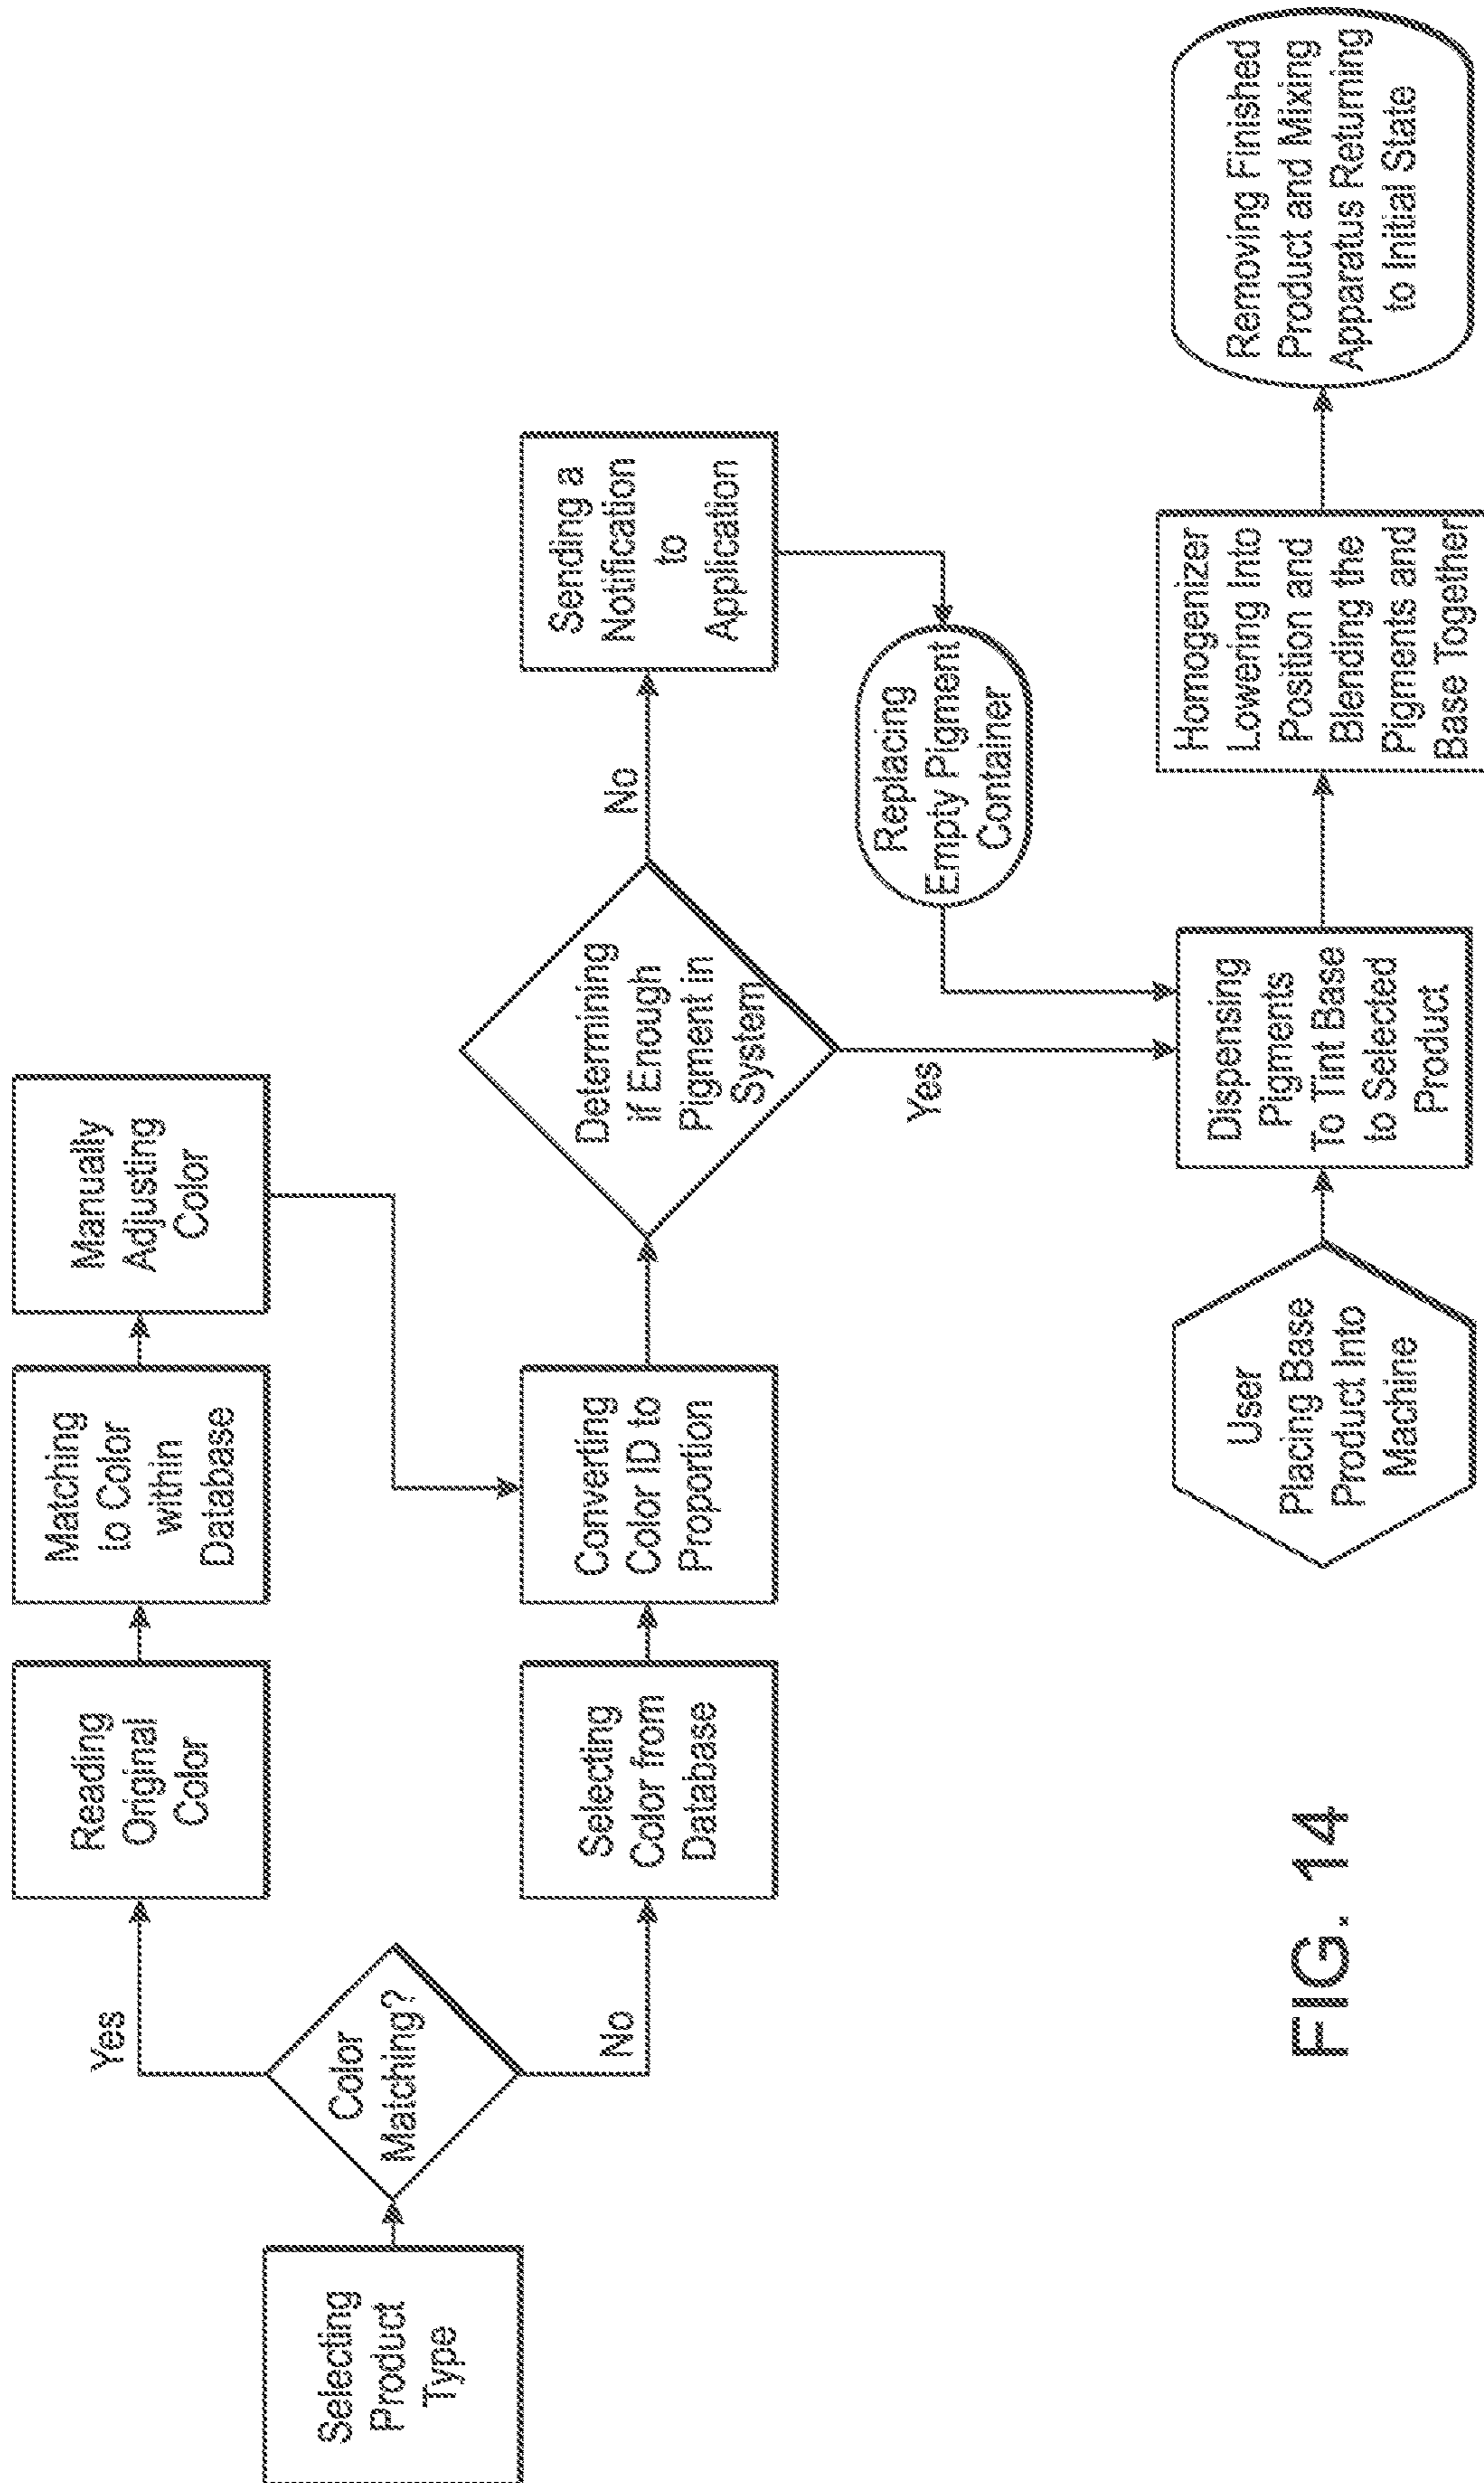 Selecting
Product
Type
Color
Matching?
Yes
Reading
Original
Color
Matching
to Color
within
Database
Manually
Adjusting
Color
No
Selecting
Color from
Database
Converting
Color ID to
Proportion
Determining
if Enough
Pigment in
System
No
Sending a
Notification
to
Application
Replacing
Empty Pigment
Container
Yes
User
Placing Base
Product Into
Machine
Dispensing
Pigments
To Tint Base
to Selected
Product
Homogenizer
Lowering Into
Position and
Blending the
Pigments and
Base Together
Removing Finished
Product and Mixing
Apparatus Returning
to Initial State
FIG. 14